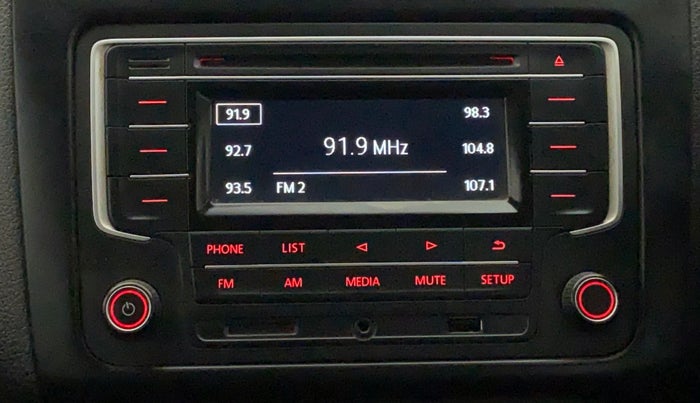 91.9
98.3
92.7
91.9 MHz
104.8
93.5
FM 2
107.1
PHONE
LIST
FM
AM
MEDIA
MUTE
SETUP